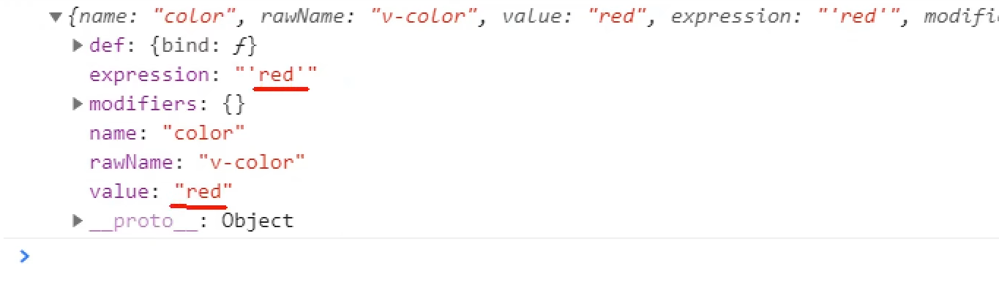 ▼{name: "color", rawName: "v-color", value: "red", expression: "'red'", modifie
▶def: {bind: ƒ}
expression: "'red'"
▶modifiers: {}
name: "color"
rawName: "v-color"
value: "red"
▶__proto__: Object
>